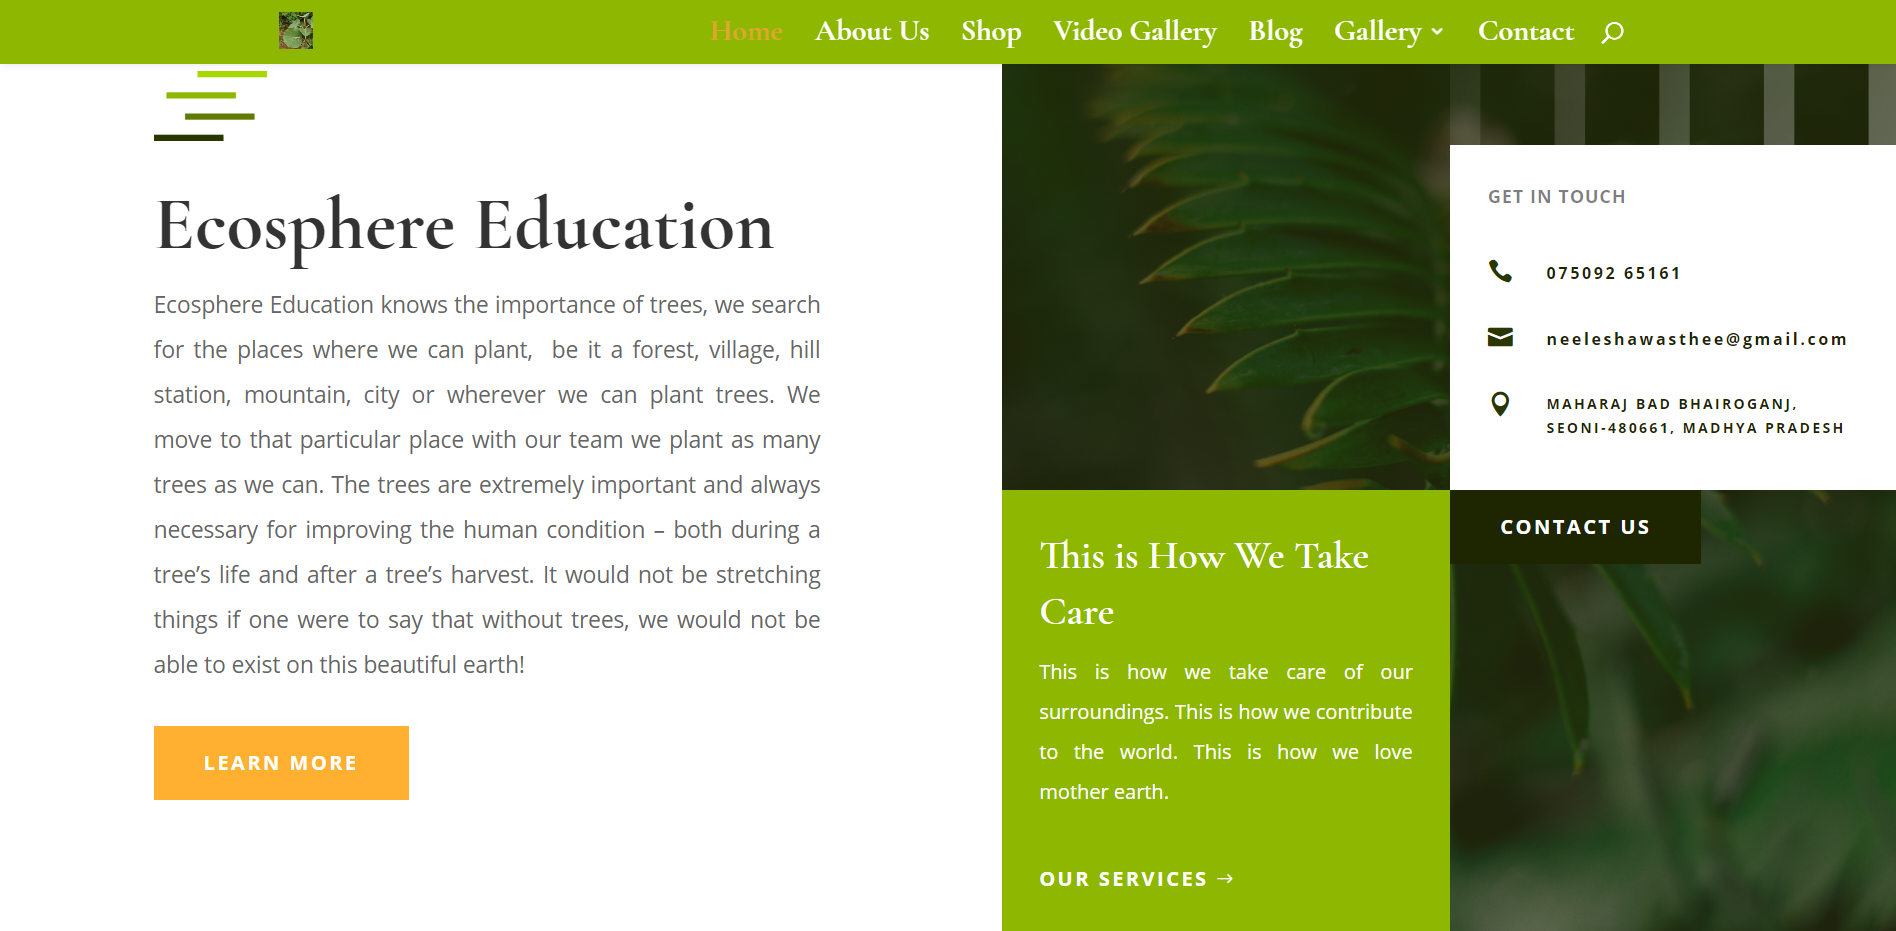 Home About Us Shop Video Gallery Blog Gallery Contact
Ecosphere Education
Ecosphere Education knows the importance of trees, we search
for the places where we can plant,  be it a forest, village, hill
station, mountain, city or wherever we can plant trees. We
move to that particular place with our team we plant as many
trees as we can. The trees are extremely important and always
necessary for improving the human condition – both during a
tree’s life and after a tree’s harvest. It would not be stretching
things if one were to say that without trees, we would not be
able to exist on this beautiful earth!
LEARN MORE
This is How We Take
Care
This is how we take care of our
surroundings. This is how we contribute
to the world. This is how we love
mother earth.
OUR SERVICES →
GET IN TOUCH
075092 65161
neeleshawasthee@gmail.com
MAHARAJ BAD BHAIROGANJ,
SEONI-480661, MADHYA PRADESH
CONTACT US